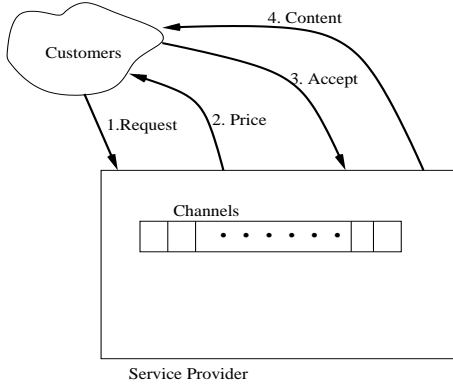 4. Content
Customers
3. Accept
1.Request
2. Price
Channels
Service Provider